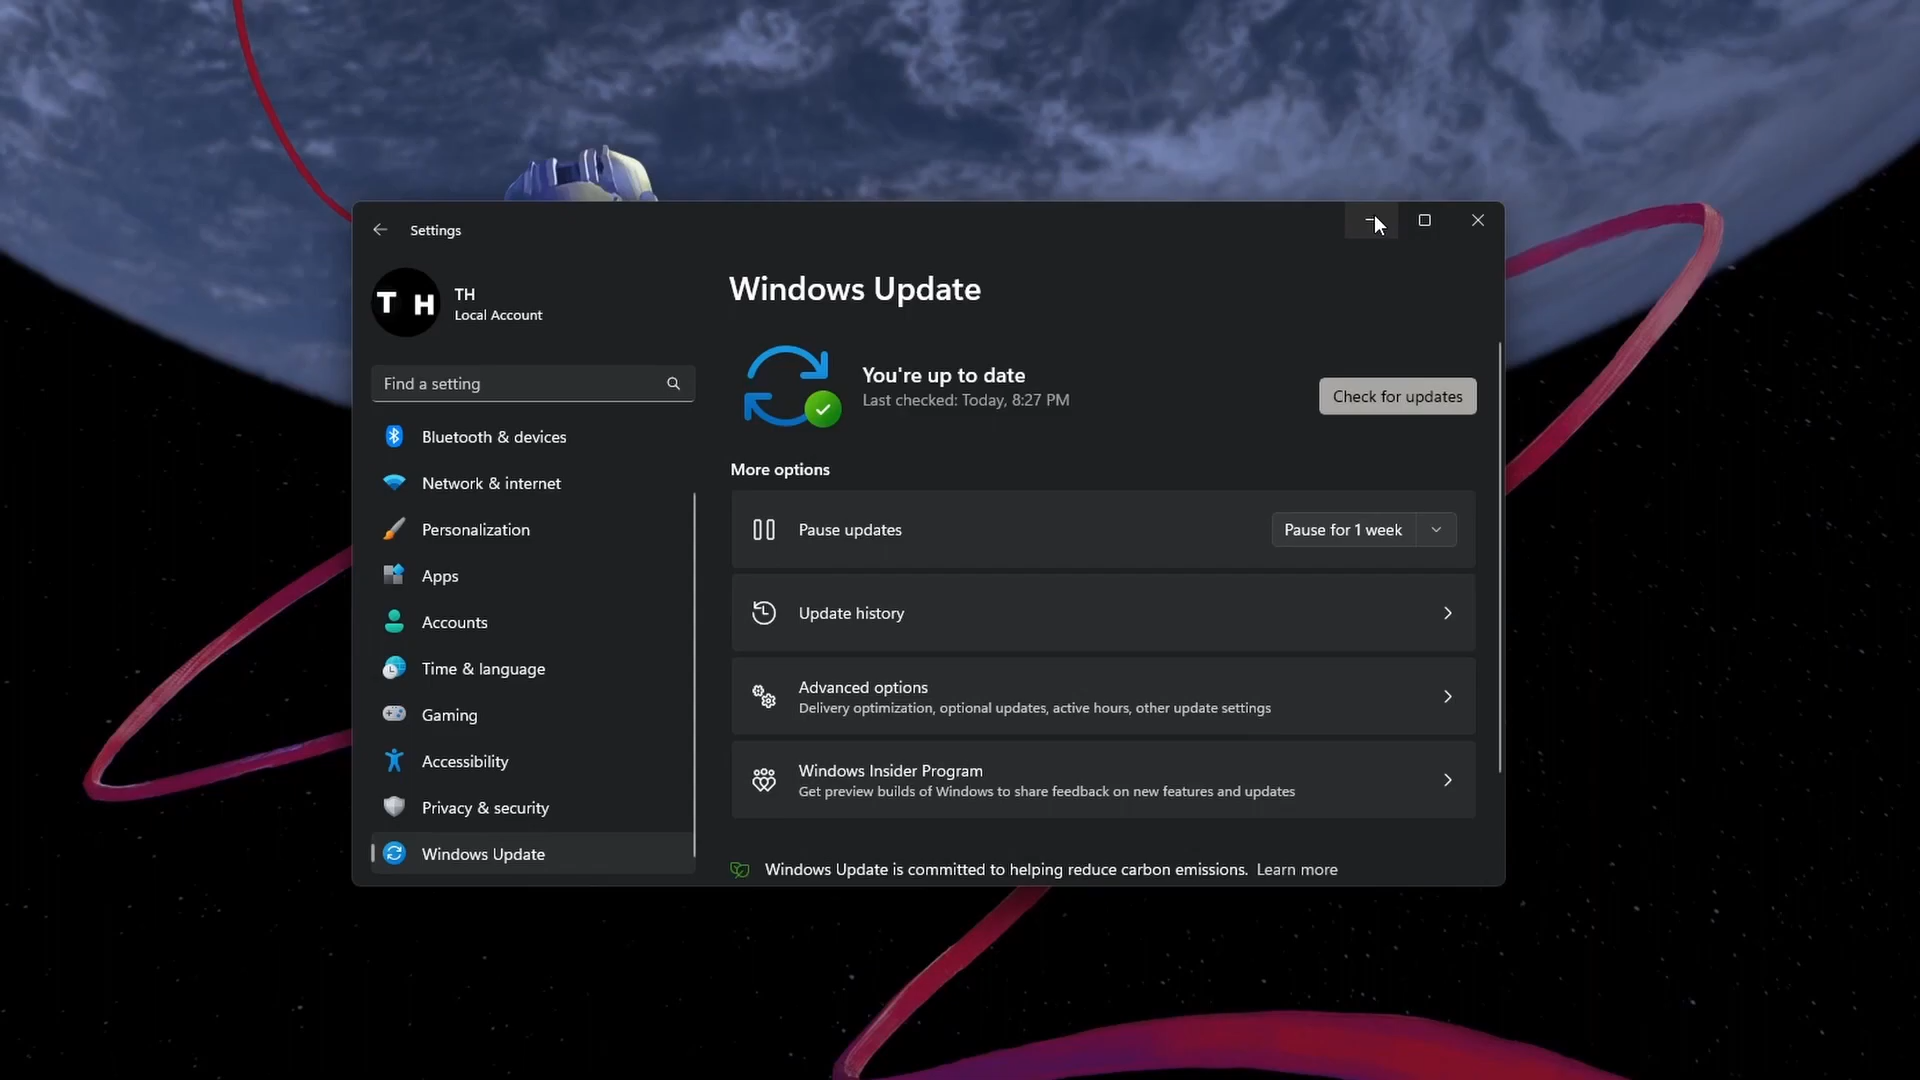 Settings
T H
TH
Local Account
Find a setting
Bluetooth & devices
Network & internet
Personalization
Apps
Accounts
Time & language
Gaming
Accessibility
Privacy & security
Windows Update
Windows Update
You're up to date
Last checked: Today, 8:27 PM
Check for updates
More options
Pause updates
Pause for 1 week
Update history
Advanced options
Delivery optimization, optional updates, active hours, other update settings
Windows Insider Program
Get preview builds of Windows to share feedback on new features and updates
Windows Update is committed to helping reduce carbon emissions. Learn more